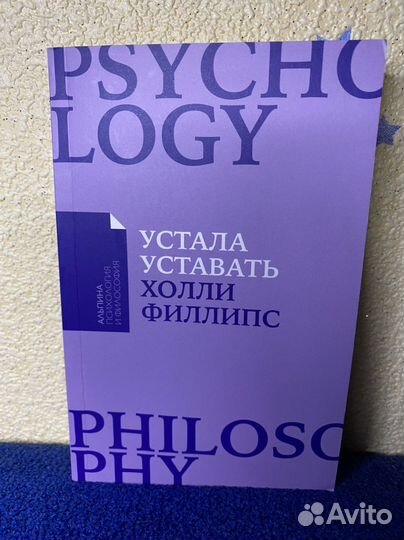 PSYCHO
LOGY
УСТАЛА
УСТАВАТЬ
ХОЛЛИ
ФИЛЛИПС
АЛЬПИНА
ПСИХОЛОГИЯ
И ФИЛОСОФИЯ
PHILOSO
PHY
Avito